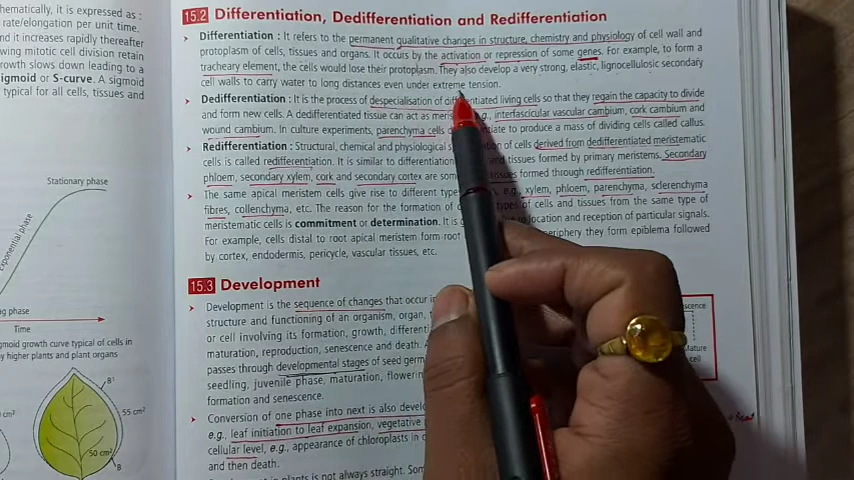 hematically, it is expressed as :
rate/elongation per unit time.
d increases rapidly thereafter
wing mitotic cell division retain
growth slows down leading to a
igmoid or S-curve. A sigmoid
typical for all cells, tissues and
Stationary phase
Exponential phase
g phase
Time
gmoid growth curve typical of cells in
y higher plants and plant organs
B¹
55 cm²
cm²
50 cm²
B
15.2 Differentiation, Dedifferentiation and Redifferentiation
Differentiation : It refers to the permanent qualitative changes in structure, chemistry and physiology of cell wall and
protoplasm of cells, tissues and organs. It occurs by the activation or repression of some genes. For example, to form a
tracheary element, the cells would lose their protoplasm. They also develop a very strong, elastic, lignocellulosic secondary
cell walls to carry water to long distances even under extreme tension.
Dedifferentiation : It is the process of despecialisation of differentiated living cells so that they regain the capacity to divide
and form new cells. A dedifferentiated tissue can act as meris e.g., interfascicular vascular cambium, cork cambium and
wound cambium. In culture experiments, parenchyma cells iate to produce a mass of dividing cells called callus.
Redifferentiation : Structural, chemical and physiological s on of cells derived from dedifferentiated meristematic
cells is called redifferentiation. It is similar to differentiation and tissues formed by primary meristems. Secondary
phloem, secondary xylem, cork and secondary cortex are som tissues formed through redifferentiation.
The same apical meristem cells give rise to different types e.g., xylem, phloem, parenchyma, sclerenchyma
fibres, collenchyma, etc. The reason for the formation of types of cells and tissues from the same type of
meristematic cells is commitment or determination. It is to location and reception of particular signals.
For example, cells distal to root apical meristem form root periphery they form epiblema followed
by cortex, endodermis, pericycle, vascular tissues, etc.
15.3 Development
Development is the sequence of changes that occur in
structure and functioning of an organism, organ,
or cell involving its formation, growth, different
maturation, reproduction, senescence and death.
passes through developmental stages of seed germ
seedling, juvenile phase, maturation, flowering
formation and senescence.
Conversion of one phase into next is also develo
e.g., leaf initiation to leaf expansion, vegetative
cellular level, e.g., appearance of chloroplasts in
and then death.
escence
Mature
cell